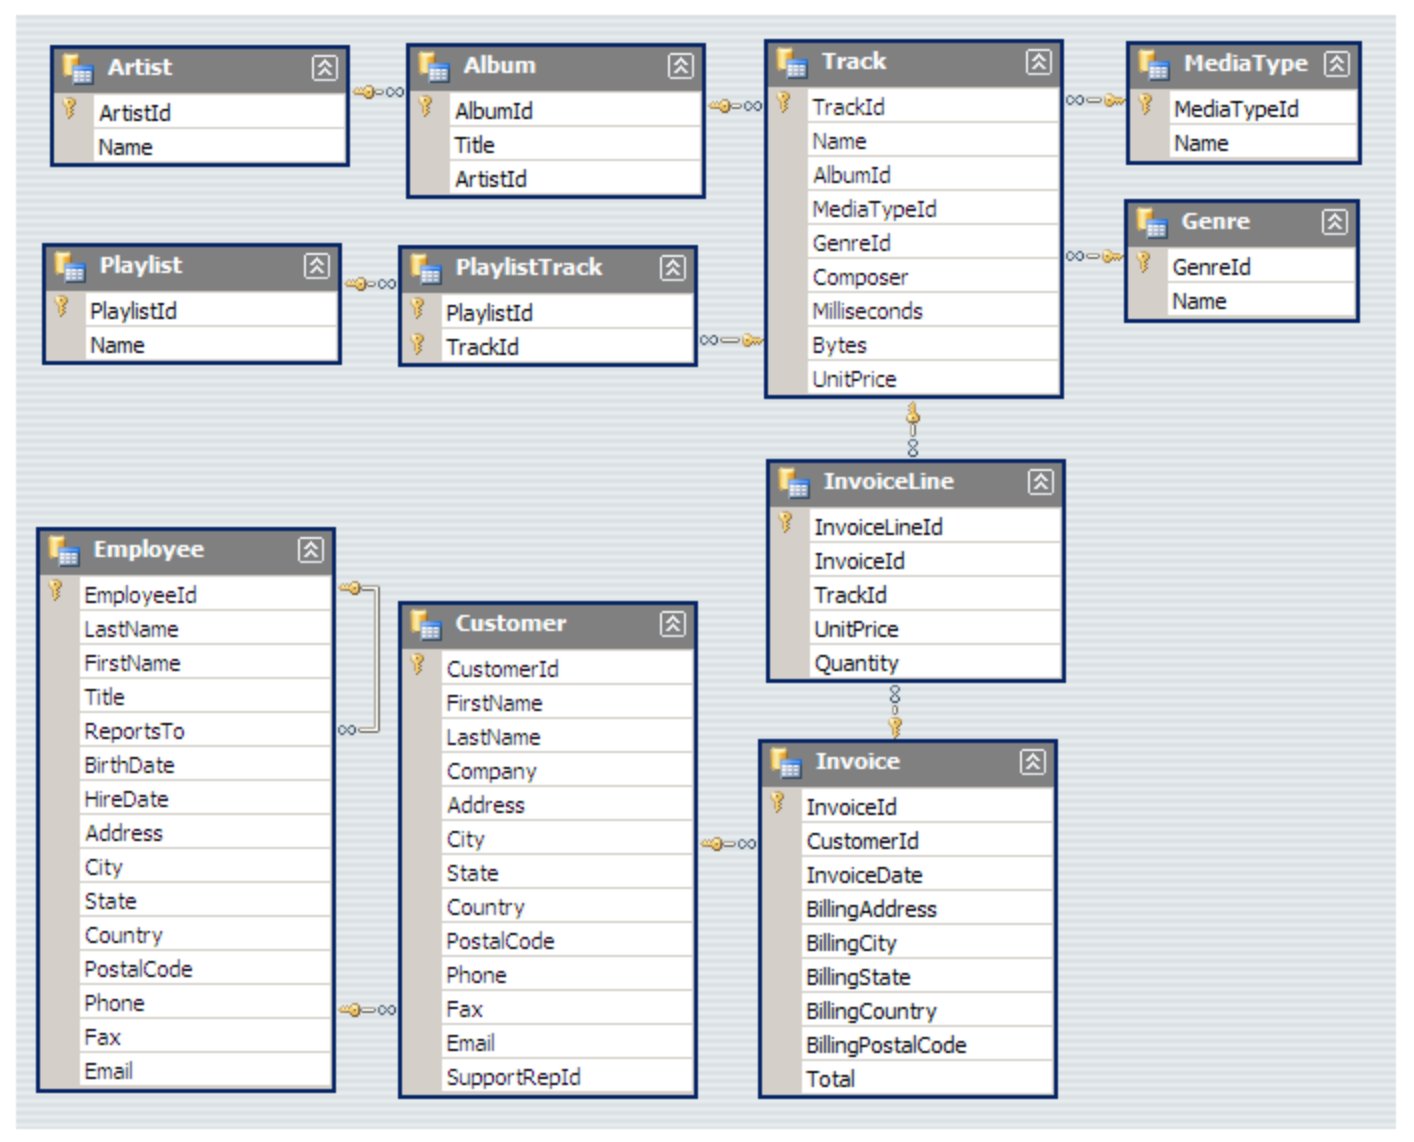 Artist
ArtistId
Name
Album
AlbumId
Title
ArtistId
Track
TrackId
Name
AlbumId
MediaTypeId
GenreId
Composer
Milliseconds
Bytes
UnitPrice
MediaType
MediaTypeId
Name
Genre
GenreId
Name
Playlist
PlaylistId
Name
PlaylistTrack
PlaylistId
TrackId
InvoiceLine
InvoiceLineId
InvoiceId
TrackId
UnitPrice
Quantity
Employee
EmployeeId
LastName
FirstName
Title
ReportsTo
BirthDate
HireDate
Address
City
State
Country
PostalCode
Phone
Fax
Email
Customer
CustomerId
FirstName
LastName
Company
Address
City
State
Country
PostalCode
Phone
Fax
Email
SupportRepId
Invoice
InvoiceId
CustomerId
InvoiceDate
BillingAddress
BillingCity
BillingState
BillingCountry
BillingPostalCode
Total